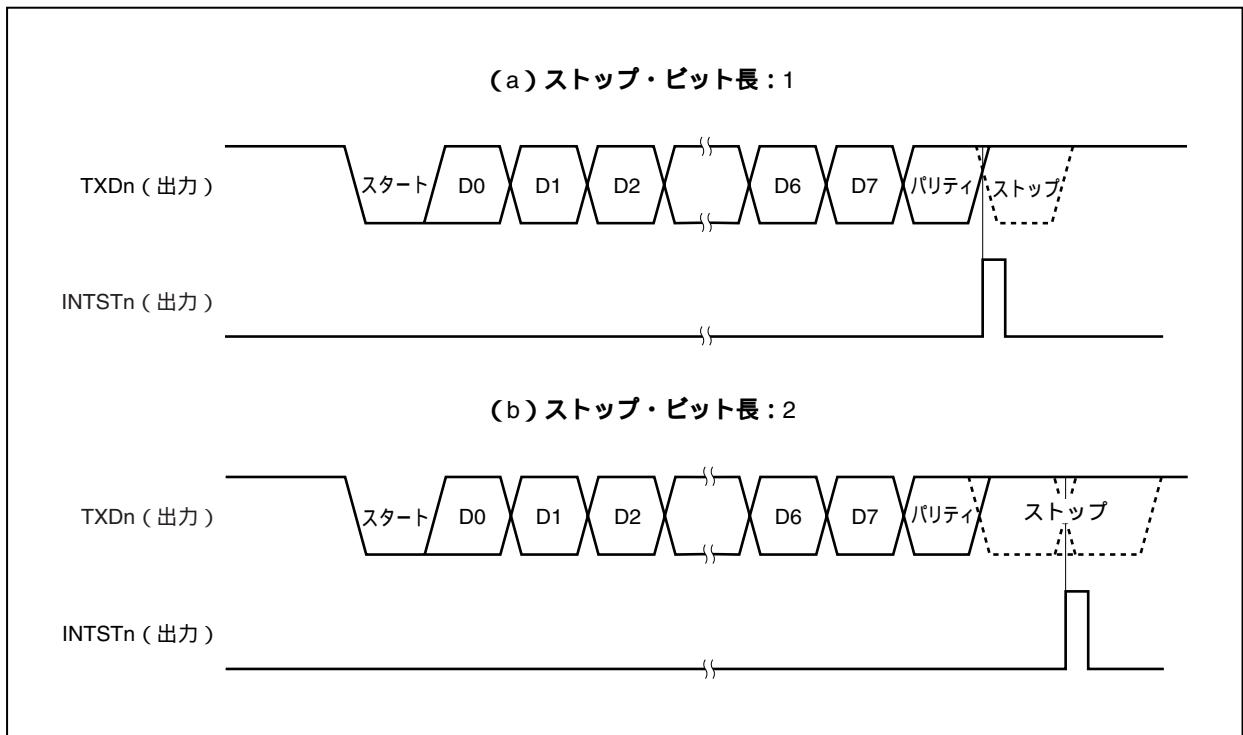 （a）ストップ・ビット長：1
TXDn（出力）
スタート D0 D1 D2 D6 D7 パリティ ストップ
INTSTn（出力）
（b）ストップ・ビット長：2
TXDn（出力）
スタート D0 D1 D2 D6 D7 パリティ ストップ
INTSTn（出力）